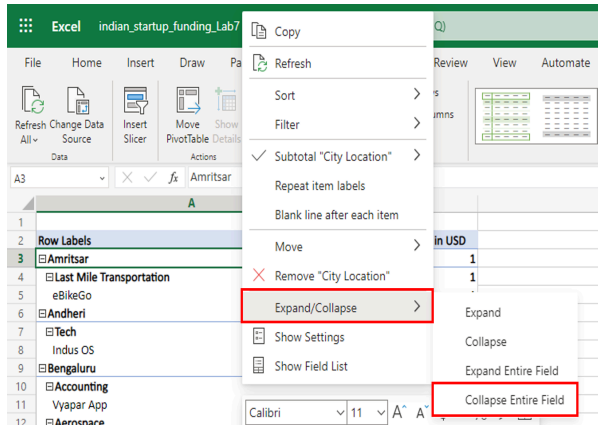 Excel indian_startup_funding_Lab7
Q)
File Home Insert Draw Pa
Review View Automate
Refresh All
Change Data Source
Insert Slicer
Move PivotTable
Show Details
Data
Actions
A3
fx Amritsar
A
1
2 Row Labels in USD
3 Amritsar 1
4 Last Mile Transportation 1
5 eBikeGo
6 Andheri
7 Tech
8 Indus OS
9 Bengaluru
10 Accounting
11 Vyapar App
12 Aerospace
Copy
Refresh
Sort
Filter
Subtotal "City Location"
Repeat item labels
Blank line after each item
Move
Remove "City Location"
Expand/Collapse
Show Settings
Show Field List
Expand
Collapse
Expand Entire Field
Collapse Entire Field
Calibri 11 A A